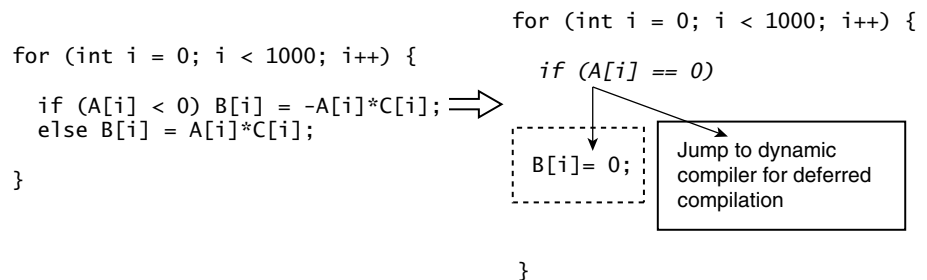 for (int i = 0; i < 1000; i++) {
if (A[i] < 0) B[i] = -A[i]*C[i];
else B[i] = A[i]*C[i];
}
for (int i = 0; i < 1000; i++) {
if (A[i] == 0)
B[i]= 0;
Jump to dynamic
compiler for deferred
compilation
}